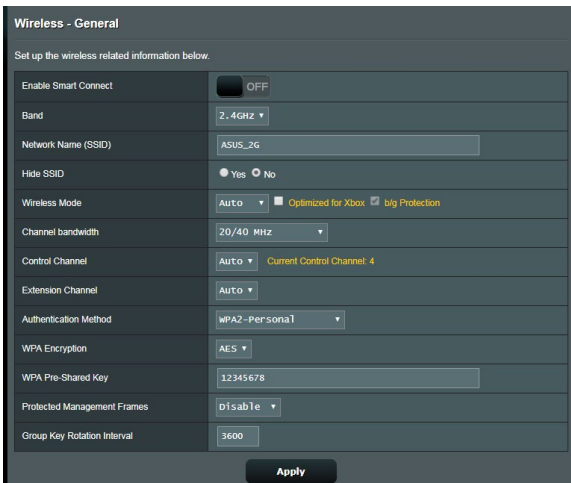 Wireless - General
Set up the wireless related information below.
Enable Smart Connect OFF
Band 2.4GHz
Network Name (SSID) ASUS_2G
Hide SSID Yes No
Wireless Mode Auto Optimized for Xbox b/g Protection
Channel bandwidth 20/40 MHz
Control Channel Auto Current Control Channel: 4
Extension Channel Auto
Authentication Method WPA2-Personal
WPA Encryption AES
WPA Pre-Shared Key 12345678
Protected Management Frames Disable
Group Key Rotation Interval 3600
Apply